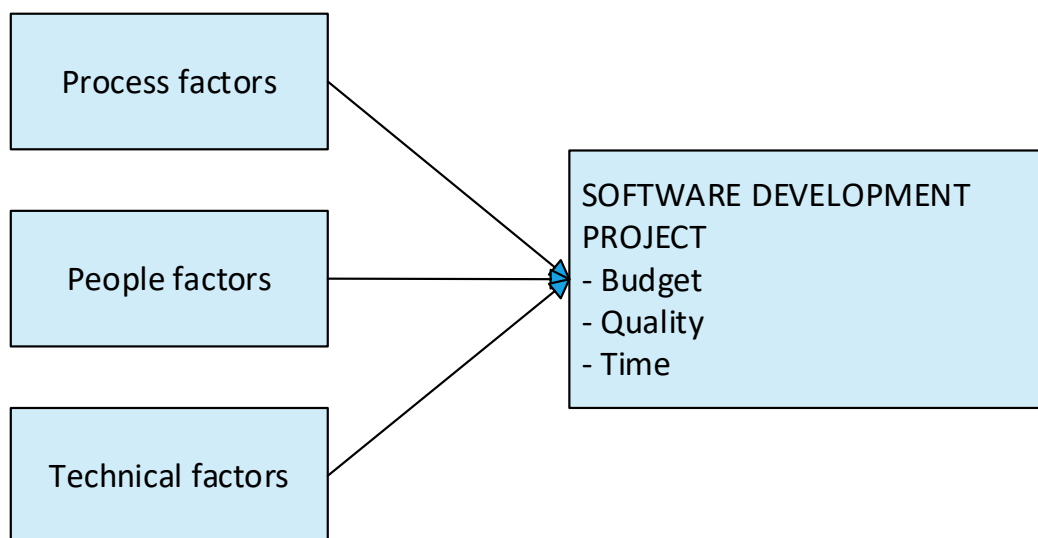 Process factors
People factors
Technical factors
SOFTWARE DEVELOPMENT
PROJECT
- Budget
- Quality
- Time